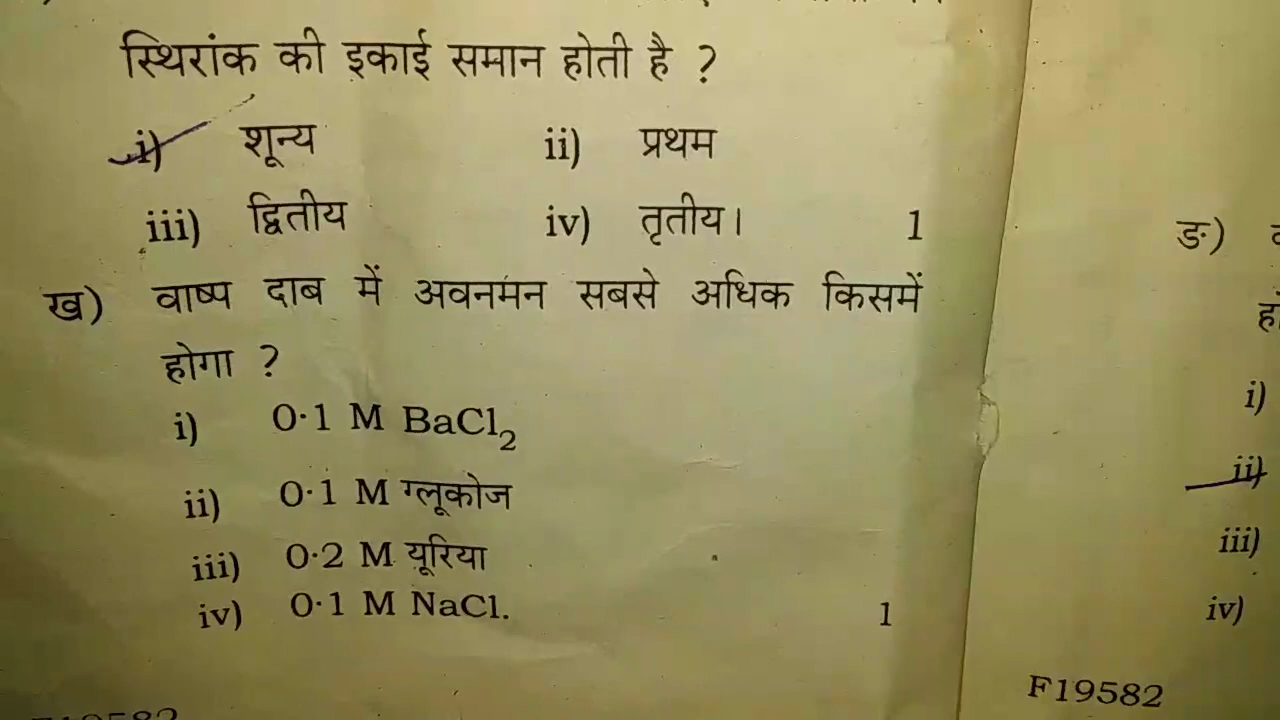 स्थिरांक की इकाई समान होती है ?
i) शून्य ii) प्रथम
iii) द्वितीय iv) तृतीय। 1
ख) वाष्प दाब में अवनमन सबसे अधिक किसमें
होगा ?
i) 0·1 M BaCl₂
ii) 0·1 M ग्लूकोज
iii) 0·2 M यूरिया
iv) 0·1 M NaCl. 1
ङ)
i)
ii)
iii)
iv)
F19582